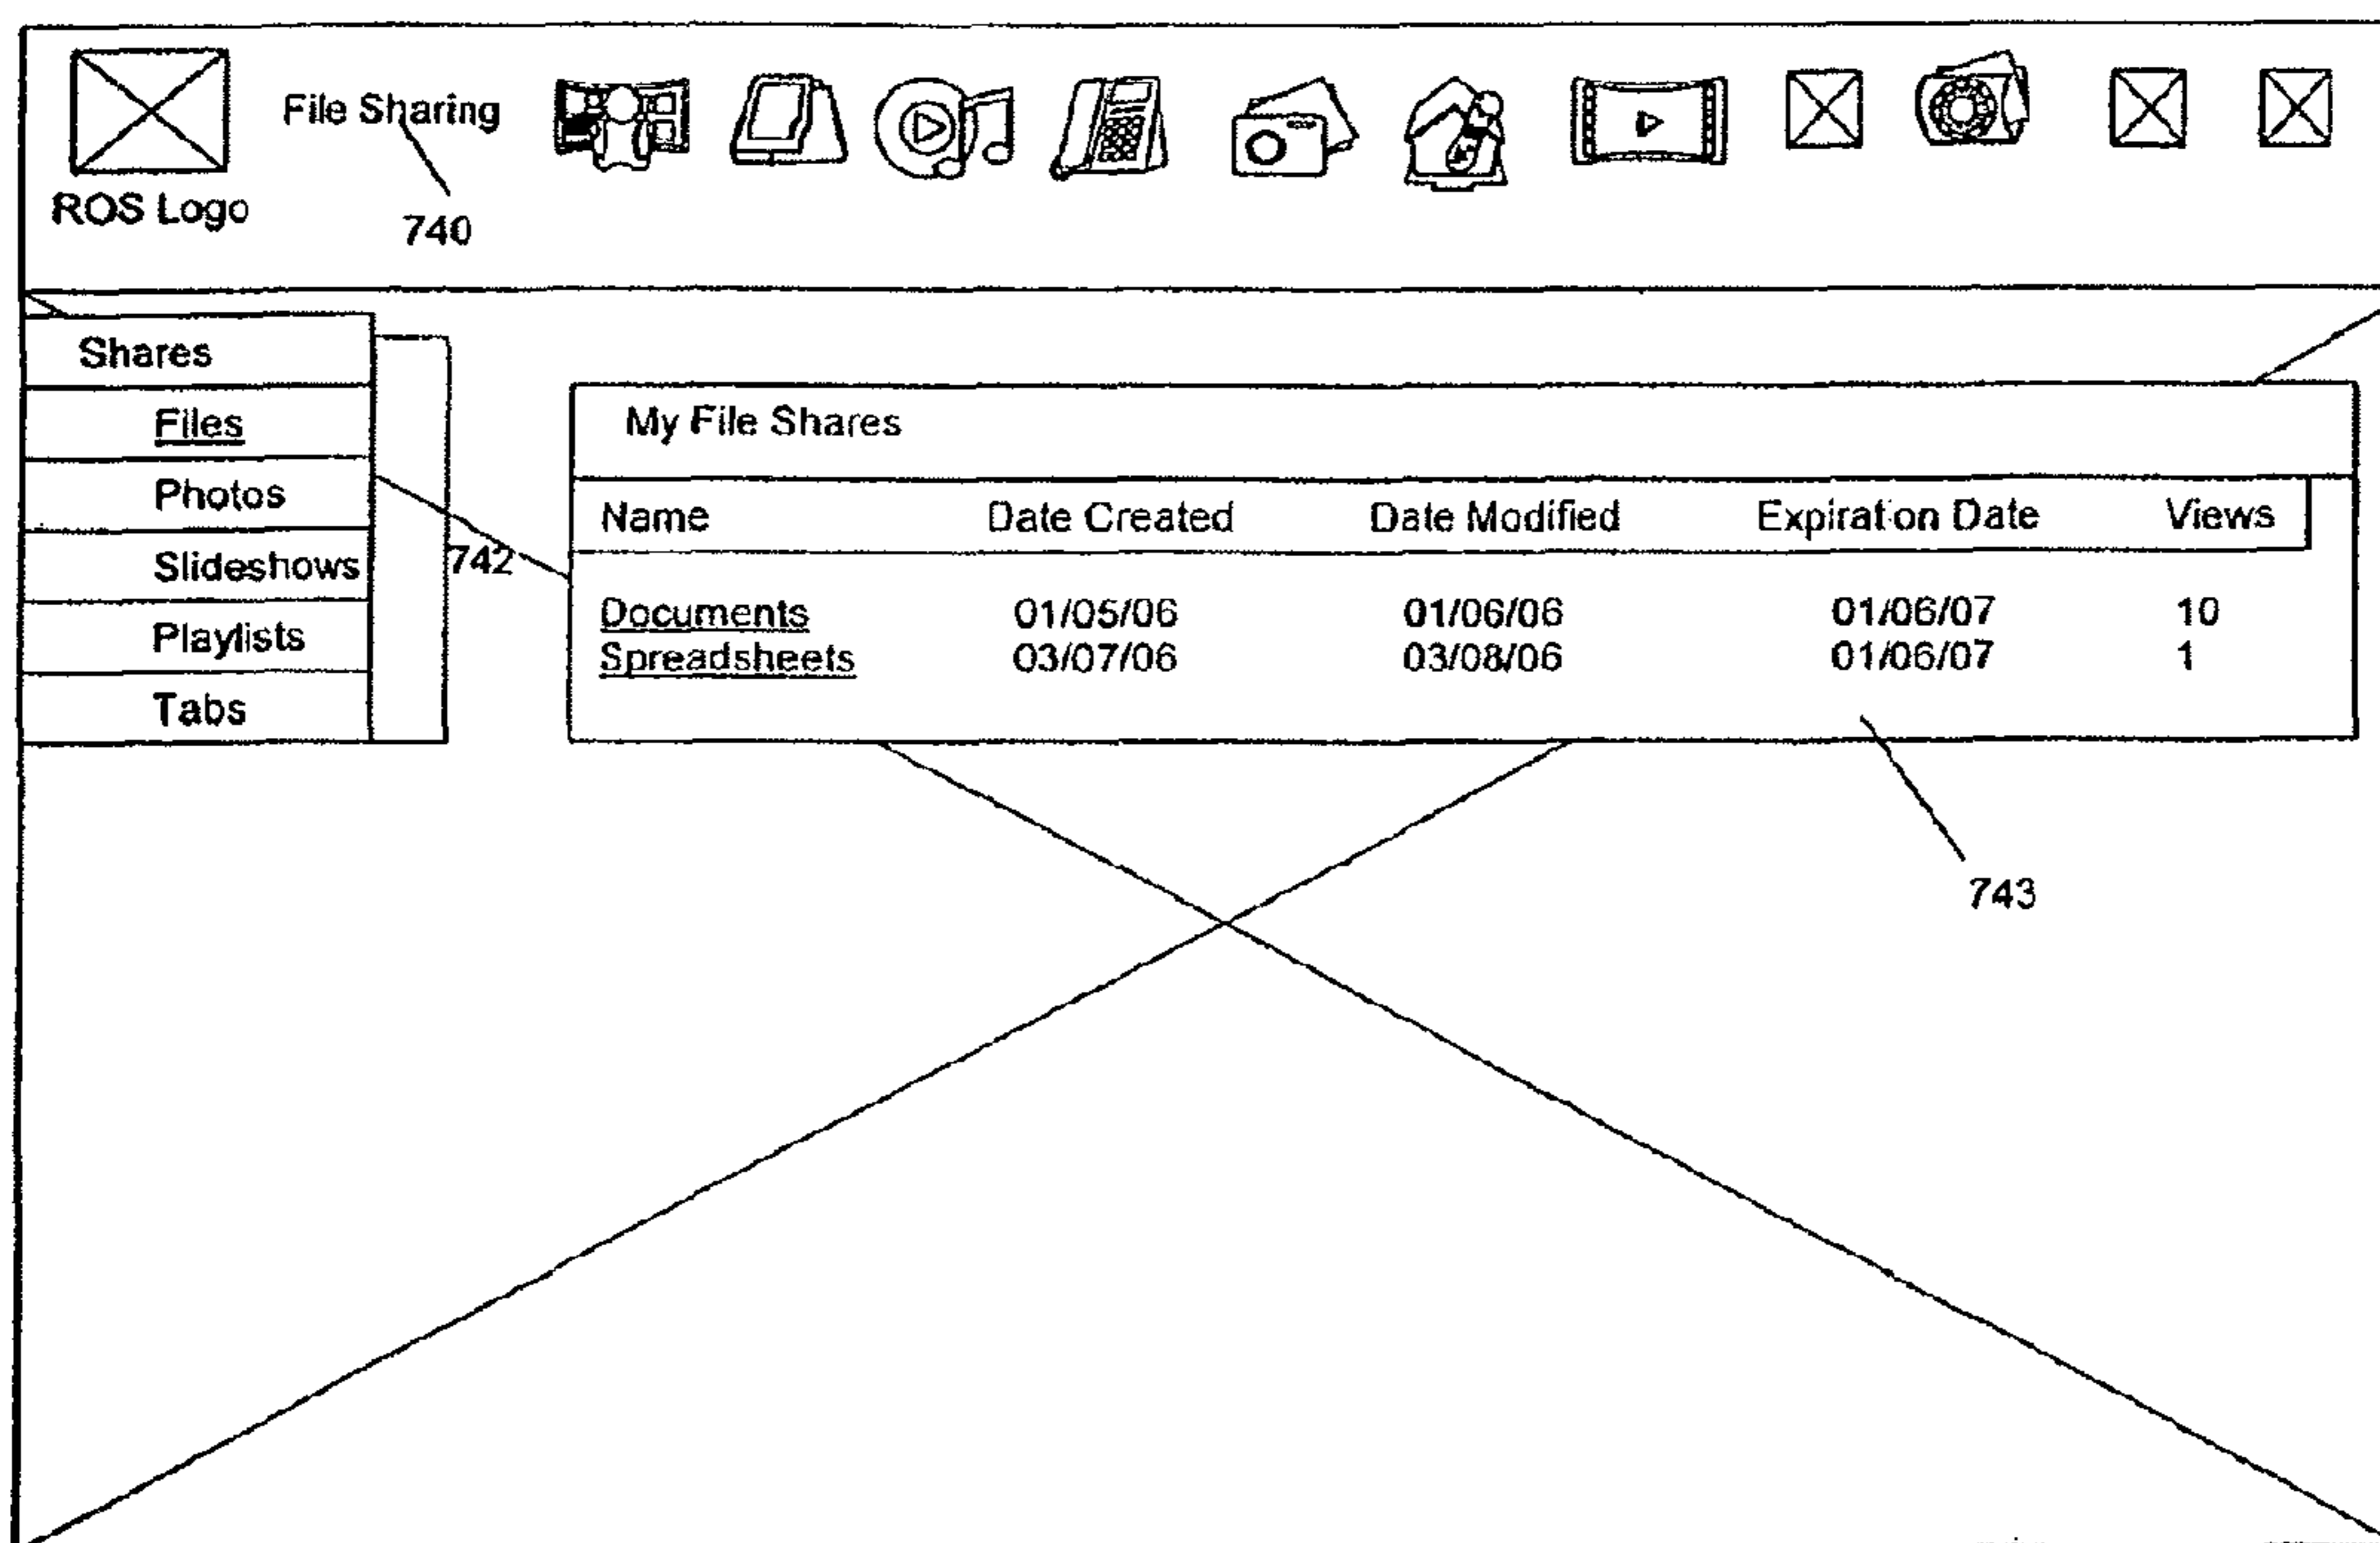 File Sharing
ROS Logo
740
Shares
Files
Photos
Slideshows
Playlists
Tabs
742
My File Shares
Name Date Created Date Modified Expiration Date Views
Documents 01/05/06 01/06/06 01/06/07 10
Spreadsheets 03/07/06 03/08/06 01/06/07 1
743